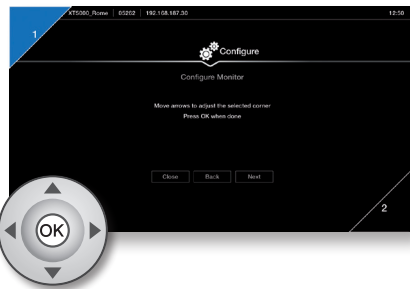 XT5000_Rome | 05262 | 192.168.187.30 12:50
1
Configure
Configure Monitor
Move arrows to adjust the selected corner
Press OK when done
Close Back Next
2
OK